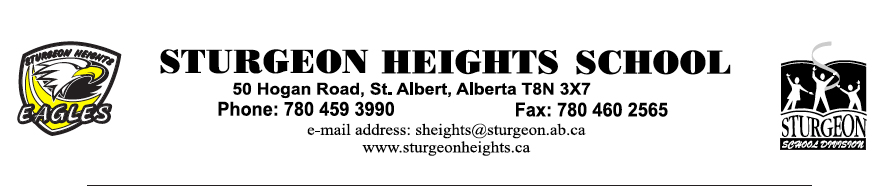 STURGEON HEIGHTS
EAGLES
STURGEON HEIGHTS SCHOOL
50 Hogan Road, St. Albert, Alberta T8N 3X7
Phone: 780 459 3990 Fax: 780 460 2565
e-mail address: sheights@sturgeon.ab.ca
www.sturgeonheights.ca
STURGEON
SCHOOL DIVISION